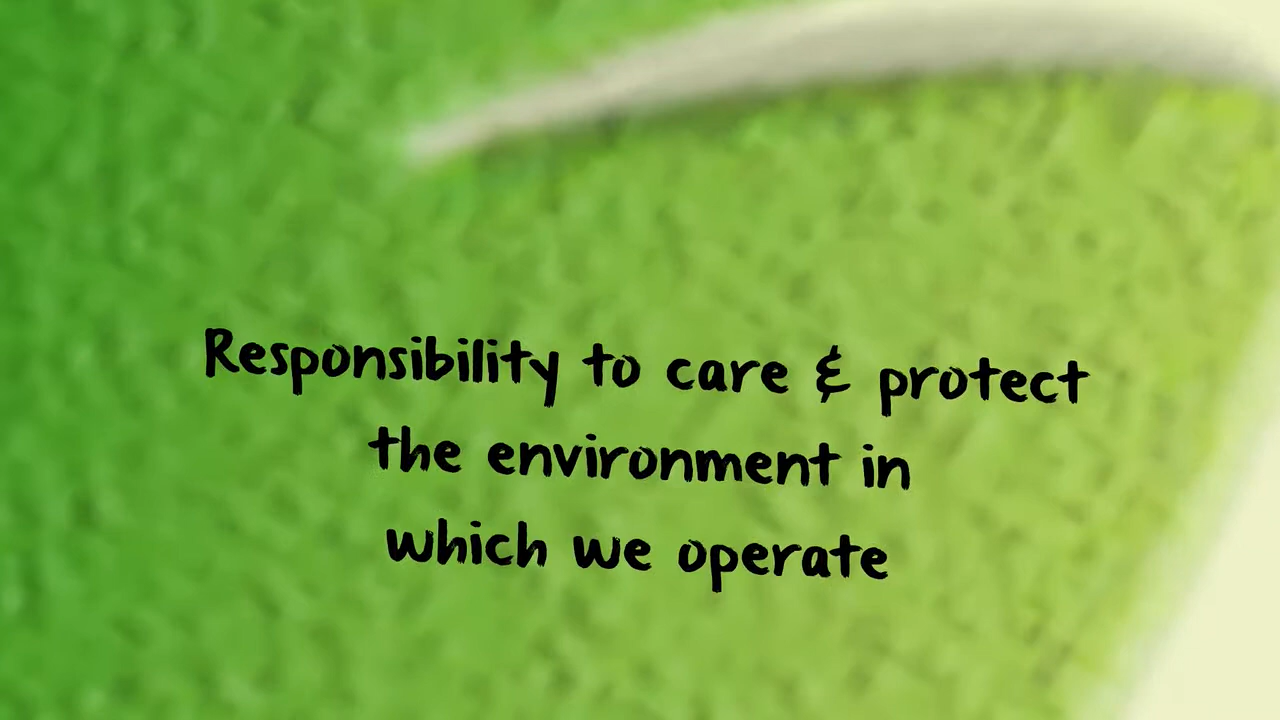 Responsibility to care & protect
the environment in
which we operate